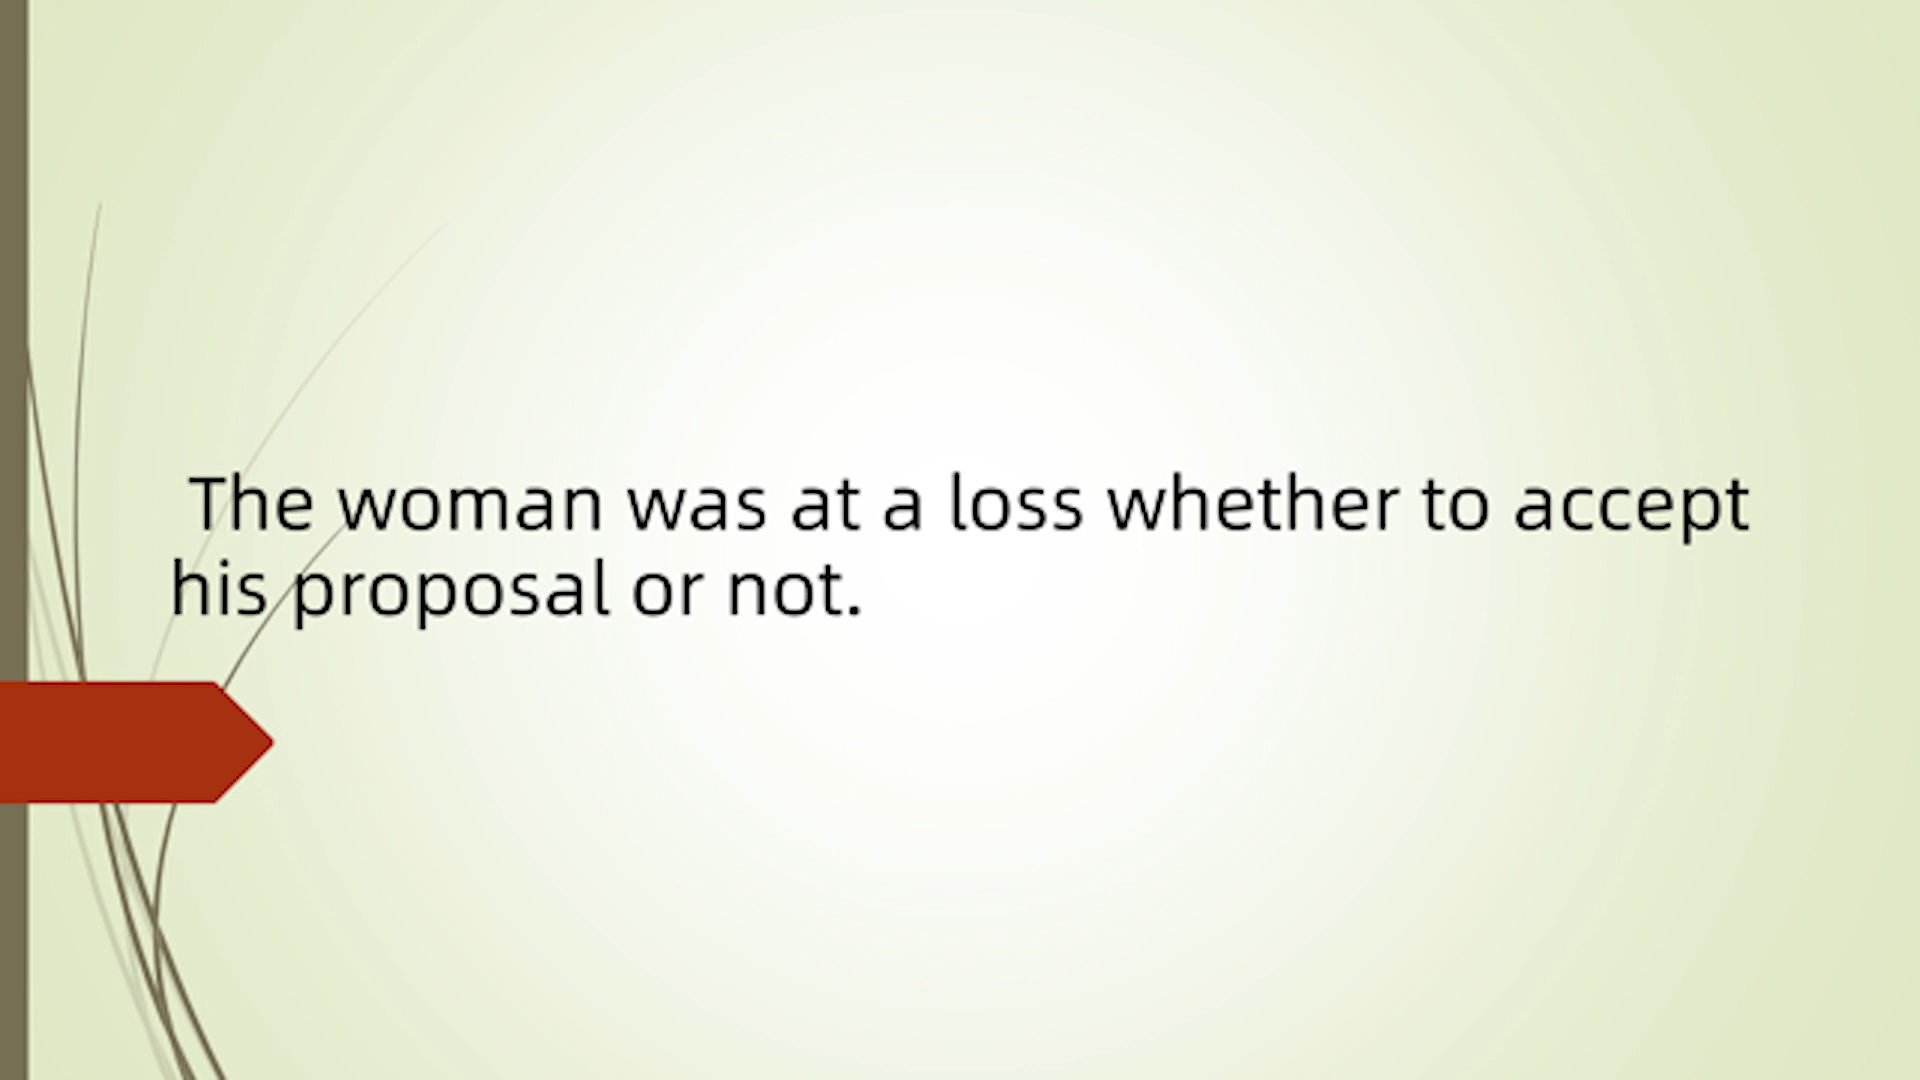 The woman was at a loss whether to accept
his proposal or not.